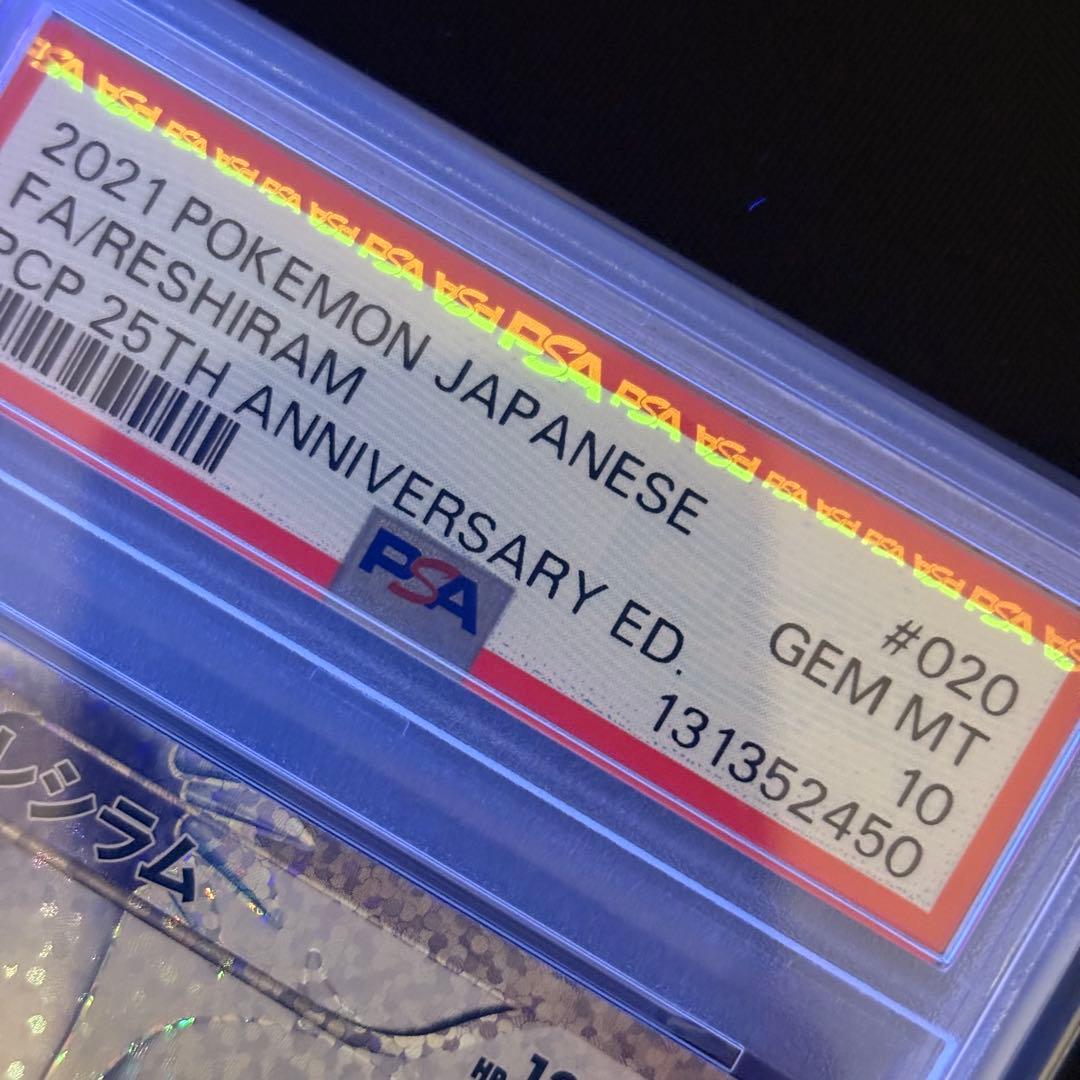 2021 POKEMON JAPANESE #020
FA/RESHIRAM GEM MT
PCP 25TH ANNIVERSARY ED. 10
131352450
PSA
レシラム
HP